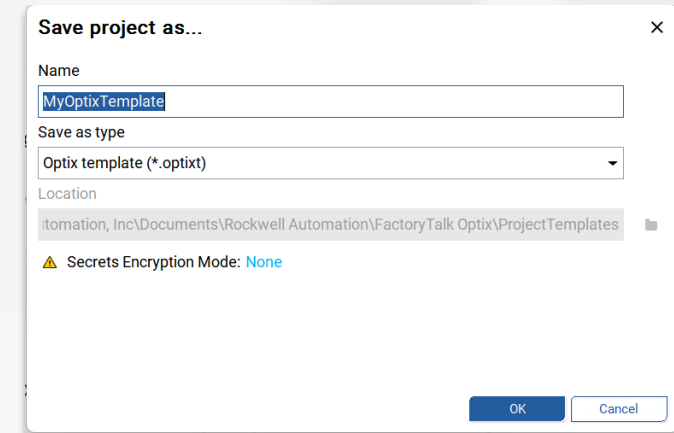 Save project as...
Name
MyOptixTemplate
Save as type
Optix template (*.optixt)
Location
itomation, Inc\Documents\Rockwell Automation\FactoryTalk Optix\ProjectTemplates
Secrets Encryption Mode: None
OK
Cancel